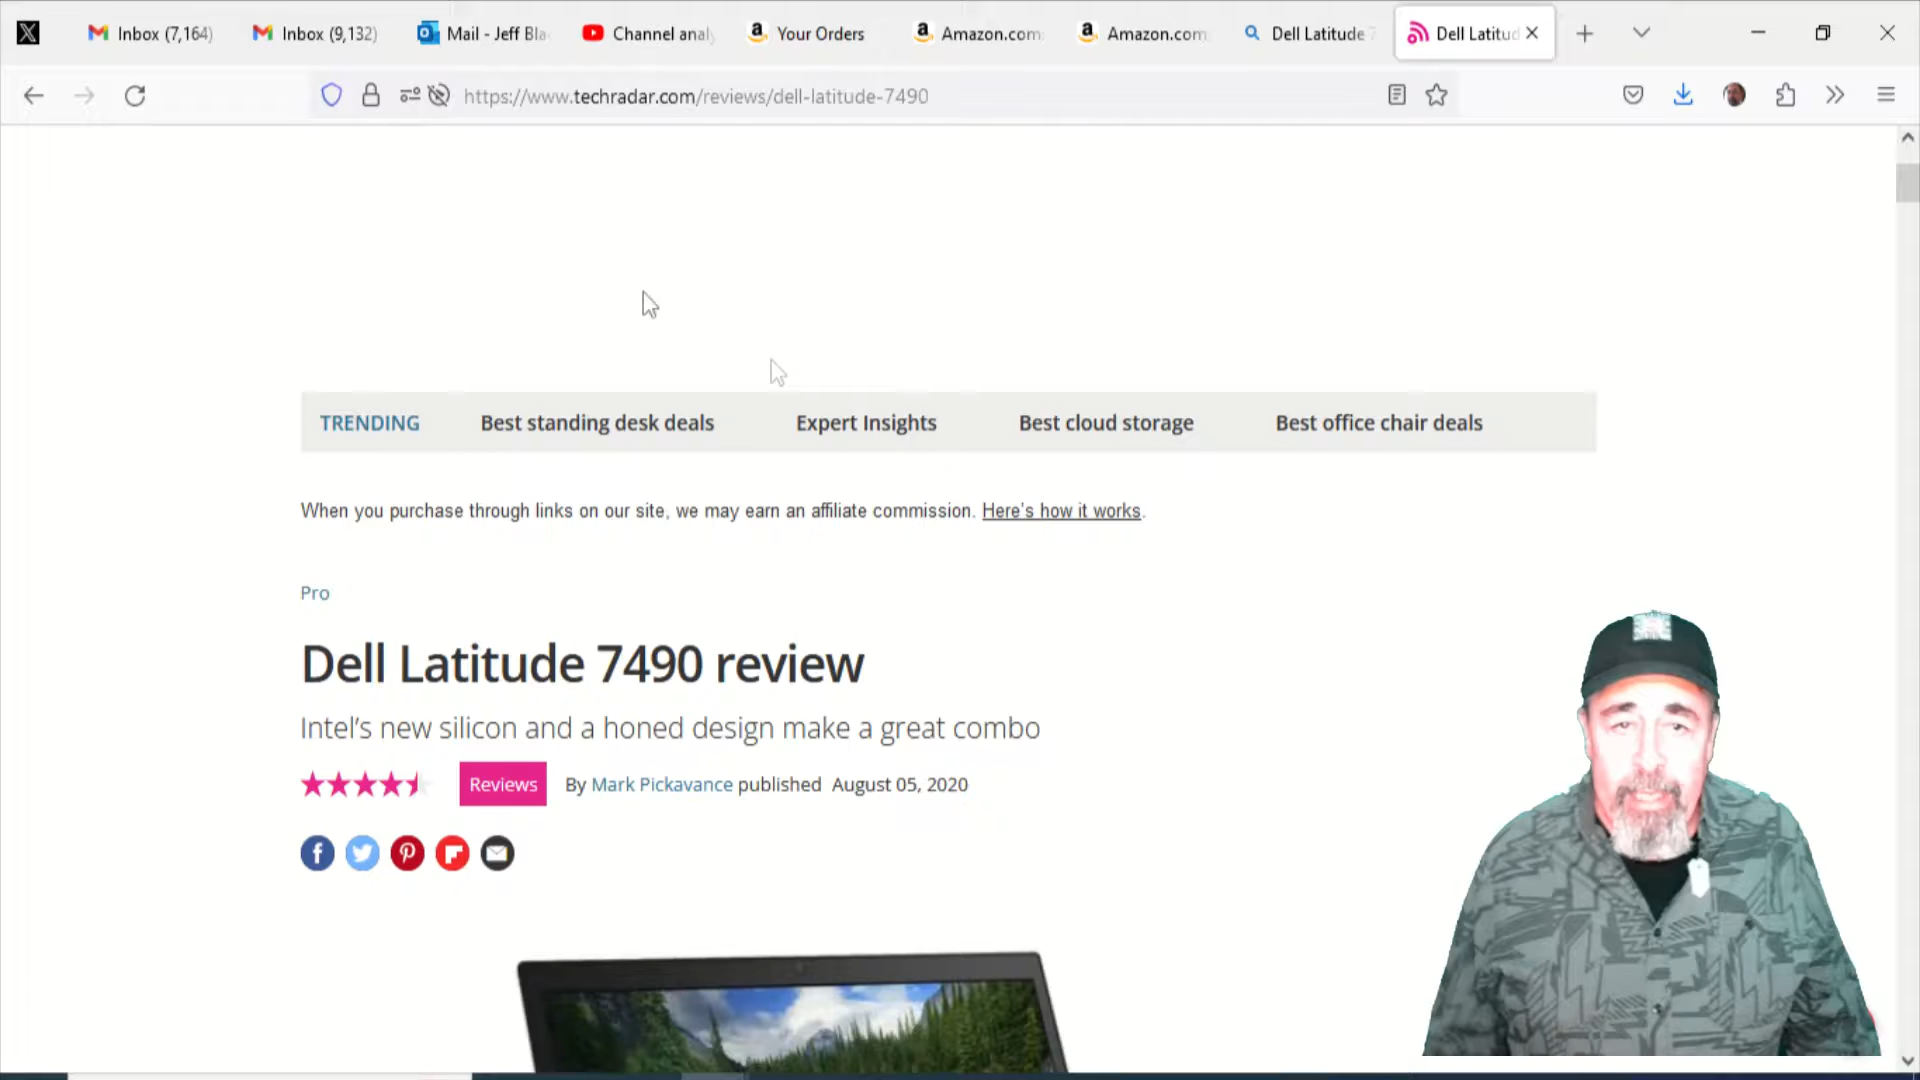 Inbox (7,164)
Inbox (9,132)
Mail - Jeff Bla
Channel analy
Your Orders
Amazon.com:
Amazon.com
Dell Latitude 7
Dell Latitud
https://www.techradar.com/reviews/dell-latitude-7490
TRENDING Best standing desk deals Expert Insights Best cloud storage Best office chair deals
When you purchase through links on our site, we may earn an affiliate commission. Here's how it works.
Pro
Dell Latitude 7490 review
Intel's new silicon and a honed design make a great combo
Reviews By Mark Pickavance published August 05, 2020